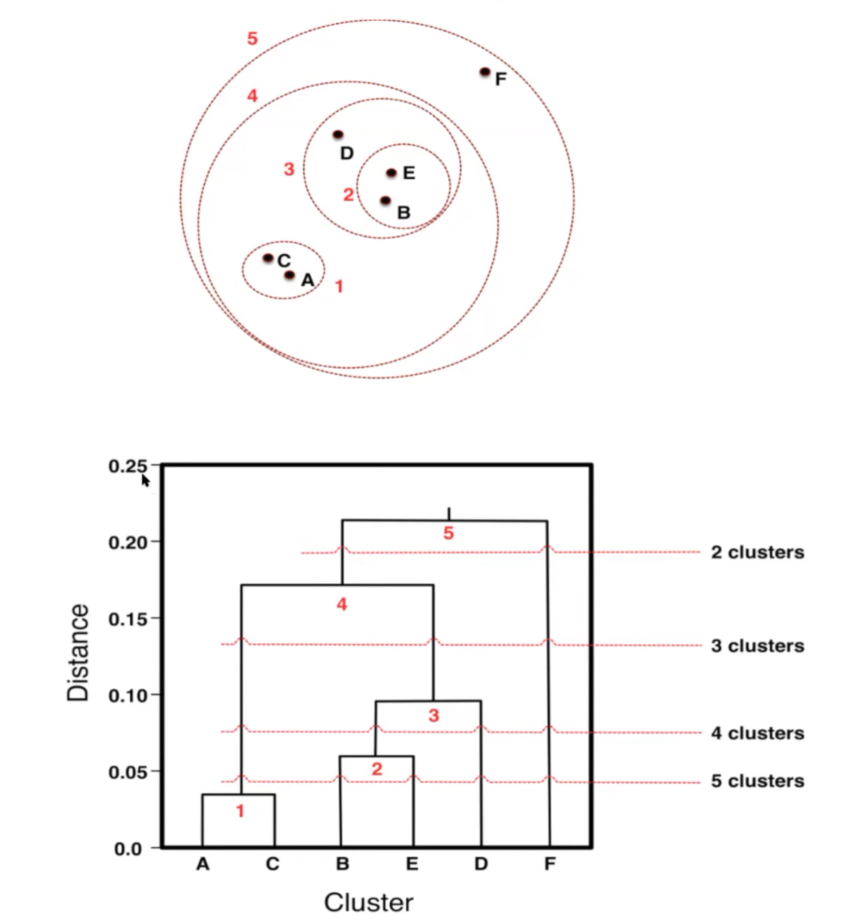 5
F
4
D
3
E
2
B
C
A
1
0.25
5
0.20
2 clusters
4
0.15
3 clusters
Distance
0.10
3
4 clusters
2
0.05
5 clusters
1
0.0
A C B E D F
Cluster